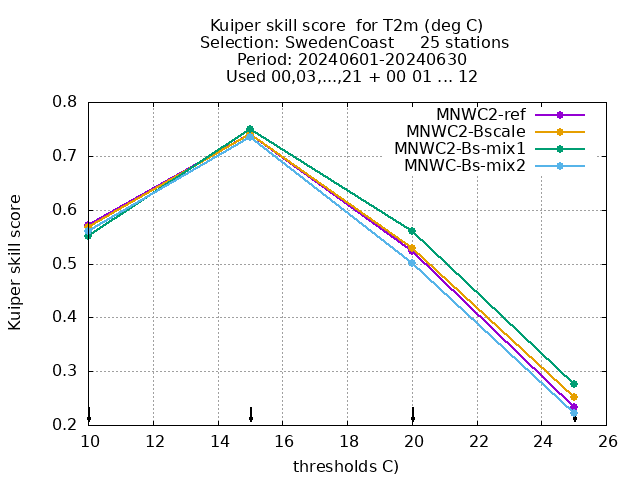 Kuiper skill score  for T2m (deg C)
Selection: SwedenCoast     25 stations
Period: 20240601-20240630
Used 00,03,...,21 + 00 01 ... 12
MNWC2-ref
MNWC2-Bscale
MNWC2-Bs-mix1
MNWC-Bs-mix2
Kuiper skill score
0.8
0.7
0.6
0.5
0.4
0.3
0.2
10 12 14 16 18 20 22 24 26
thresholds C)